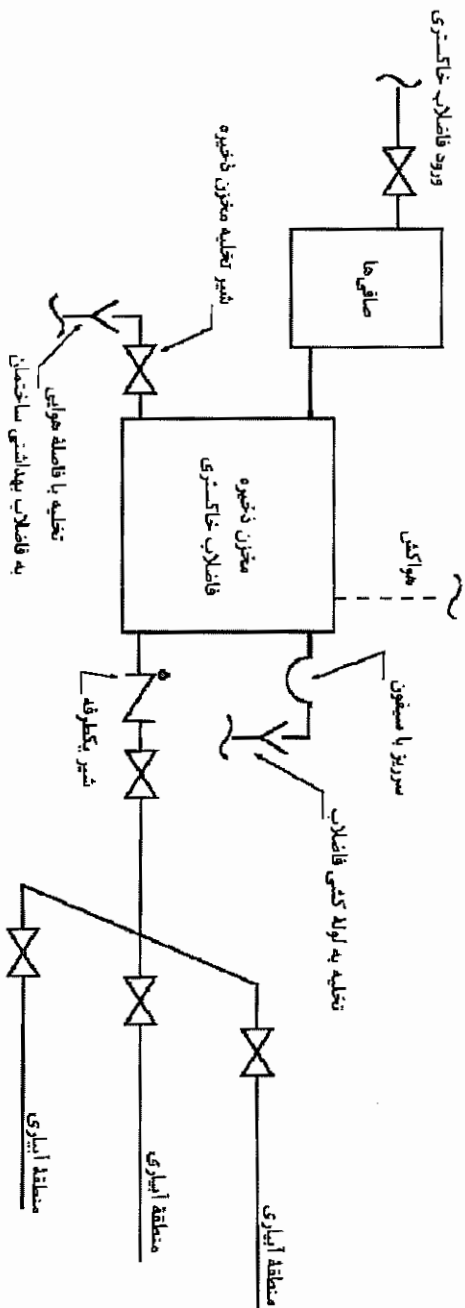 ورود فاضلاب خاکستری
صافی‌ها
شیر تخلیه مخزن ذخیره
تخلیه با فاصلهٔ هوایی
به فاضلاب بهداشتی ساختمان
مخزن ذخیره
فاضلاب خاکستری
هواکش
سرریز با سیفون
تخلیه به لولهٔ کشی فاضلاب
شیر یکطرفه
منطقهٔ آبیاری
منطقهٔ آبیاری
منطقهٔ آبیاری